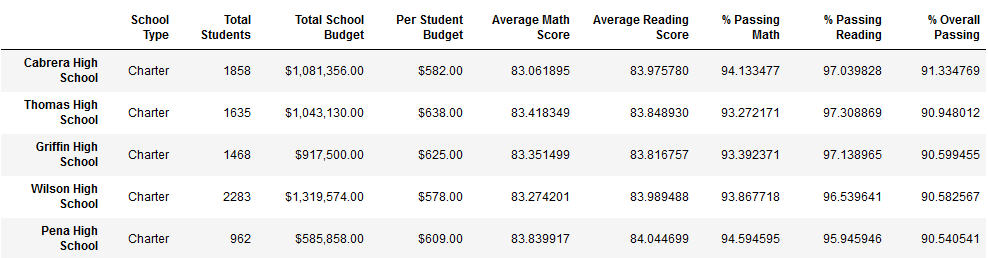 School Type Total Students Total School Budget Per Student Budget Average Math Score Average Reading Score % Passing Math % Passing Reading % Overall Passing
Cabrera High School Charter 1858 $1,081,356.00 $582.00 83.061895 83.975780 94.133477 97.039828 91.334769
Thomas High School Charter 1635 $1,043,130.00 $638.00 83.418349 83.848930 93.272171 97.308869 90.948012
Griffin High School Charter 1468 $917,500.00 $625.00 83.351499 83.816757 93.392371 97.138965 90.599455
Wilson High School Charter 2283 $1,319,574.00 $578.00 83.274201 83.989488 93.867718 96.539641 90.582567
Pena High School Charter 962 $585,858.00 $609.00 83.839917 84.044699 94.594595 95.945946 90.540541